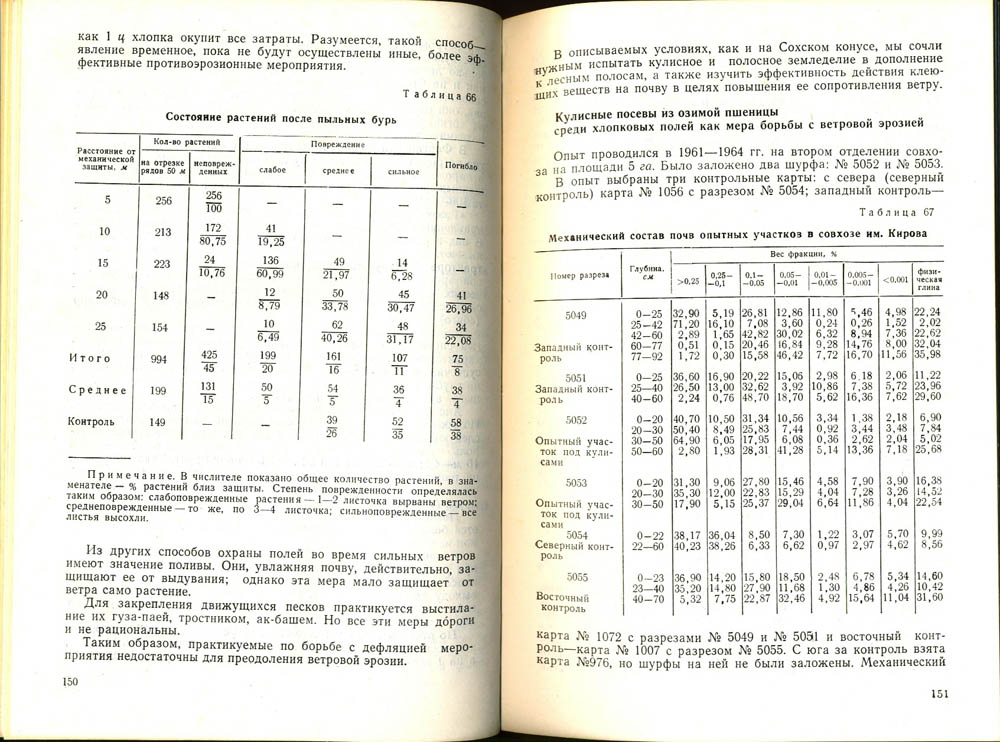 как 1 ц хлопка окупит все затраты. Разумеется, такой способ—
явление временное, пока не будут осуществлены иные, более эф-
фективные противоэрозионные мероприятия.
Таблица 66
Состояние растений после пыльных бурь
Расстояние от механической защиты, м | Кол-во растений | Повреждение | Погибло
на отрезке рядов 50 м | неповреж-денных | слабое | среднее | сильное
5 256 256/100 — — — —
10 213 172/80,75 41/19,25 — — —
15 223 24/10,76 136/60,99 49/21,97 14/6,28 —
20 148 — 12/8,79 50/33,78 45/30,47 41/26,96
25 154 — 10/6,49 62/40,26 48/31,17 34/22,08
Итого 994 425/45 199/20 161/16 107/11 75/8
Среднее 199 131/15 50/5 54/5 36/4 38/4
Контроль 149 — — 39/26 52/35 58/38
Примечание. В числителе показано общее количество растений, в зна-
менателе — % растений близ защиты. Степень поврежденности определялась
таким образом: слабоповрежденные растения — 1—2 листочка вырваны ветром;
среднеповрежденные — то же, по 3—4 листочка; сильноповрежденные — все
листья высохли.
Из других способов охраны полей во время сильных ветров
имеют значение поливы. Они, увлажняя почву, действительно, за-
щищают ее от выдувания; однако эта мера мало защищает от
ветра само растение.
Для закрепления движущихся песков практикуется выстила-
ние их гуза-паей, тростником, ак-башем. Но все эти меры дороги
и не рациональны.
Таким образом, практикуемые по борьбе с дефляцией меро-
приятия недостаточны для преодоления ветровой эрозии.
150
В описываемых условиях, как и на Сохском конусе, мы сочли
нужным испытать кулисное и полосное земледелие в дополнение
к лесным полосам, а также изучить эффективность действия клею-
щих веществ на почву в целях повышения ее сопротивления ветру.
Кулисные посевы из озимой пшеницы
среди хлопковых полей как мера борьбы с ветровой эрозией
Опыт проводился в 1961—1964 гг. на втором отделении совхо-
за на площади 5 га. Было заложено два шурфа: № 5052 и № 5053.
В опыт выбраны три контрольные карты: с севера (северный
контроль) карта № 1056 с разрезом № 5054; западный контроль—
Таблица 67
Механический состав почв опытных участков в совхозе им. Кирова
Номер разреза | Глубина, см | Вес фракции, %
>0,25 | 0,25—-0,1 | 0,1—-0,05 | 0,05—-0,01 | 0,01—-0,005 | 0,005—-0,001 | <0,001 | физи-ческая глина
5049 0—25 32,90 5,19 26,81 12,86 11,80 5,46 4,98 22,24
25—42 71,20 16,10 7,08 3,60 0,24 0,26 1,52 2,02
42—60 2,89 1,65 42,82 30,02 6,32 8,94 7,36 22,62
Западный конт- 60—77 0,51 0,15 20,46 16,84 9,28 14,76 8,00 32,04
роль 77—92 1,72 0,30 15,58 46,42 7,72 16,70 11,56 35,98
5051 0—25 36,60 16,90 20,22 15,06 2,98 6,18 2,06 11,22
Западный конт- 25—40 26,50 13,00 32,62 3,92 10,86 7,38 5,72 23,96
роль 40—60 2,24 0,76 48,70 18,70 5,62 16,36 7,62 29,60
5052 0—20 40,70 10,50 31,34 10,56 3,34 1,38 2,18 6,90
20—30 50,40 8,49 25,83 7,44 0,92 3,44 3,48 7,84
Опытный учас- 30—50 64,90 6,05 17,95 6,08 0,36 2,62 2,04 5,02
ток под кули- 50—60 2,80 1,93 28,31 41,28 5,14 13,36 7,18 25,68
сами
5053 0—20 31,30 9,06 27,80 15,46 4,58 7,90 3,90 16,38
20—30 35,30 12,00 22,83 15,29 4,04 7,28 3,26 14,52
Опытный учас- 30—50 17,90 5,15 25,37 29,04 6,64 11,86 4,04 22,54
ток под кули-
сами
5054 0—22 38,17 36,04 8,50 7,30 1,22 3,07 5,70 9,99
Северный конт- 22—60 40,23 38,26 6,33 6,62 0,97 2,97 4,62 8,56
роль
5055 0—23 36,90 14,20 15,80 18,50 2,48 6,78 5,34 14,60
23—40 35,20 14,80 27,90 11,68 1,30 4,86 4,26 10,42
Восточный 40—70 5,32 7,75 22,87 32,46 4,92 15,64 11,04 31,60
контроль
карта № 1072 с разрезами № 5049 и № 5051 и восточный конт-
роль—карта № 1007 с разрезом № 5055. С юга за контроль взята
карта №976, но шурфы на ней не были заложены. Механический
151